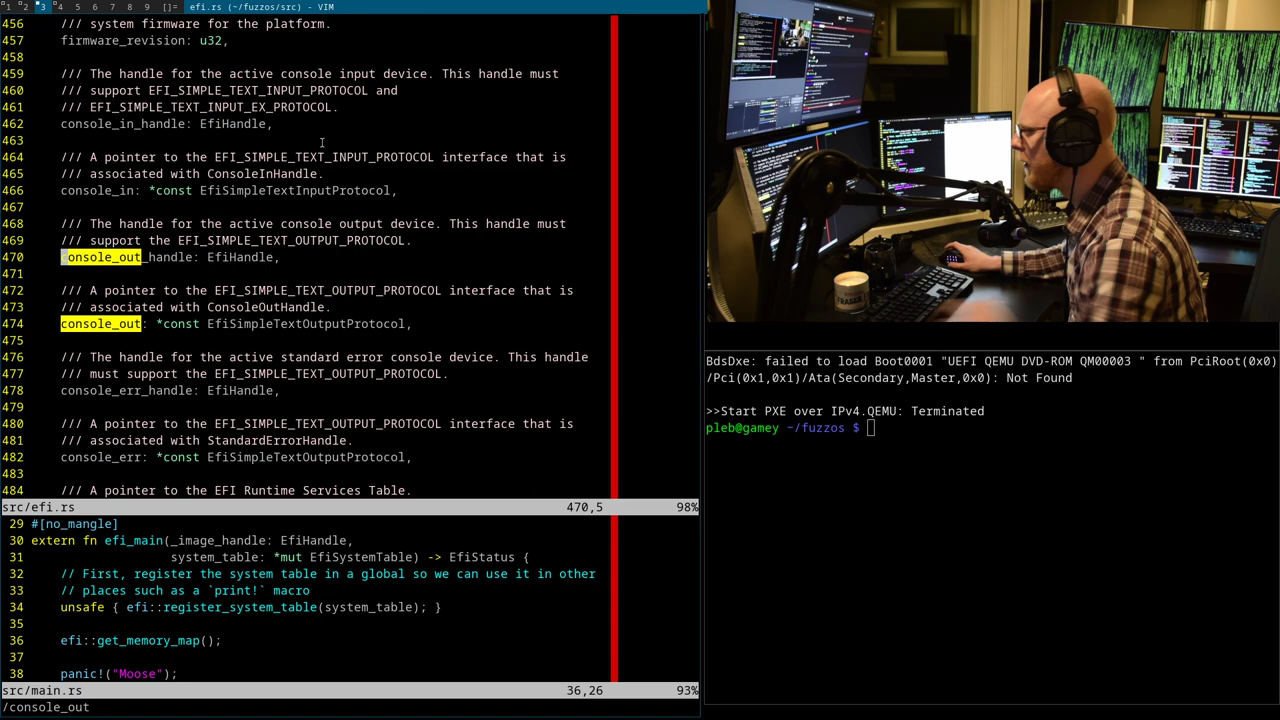 1 2 3 4 5 6 7 8 9 []= efi.rs (~/fuzzos/src) - VIM
456 /// system firmware for the platform.
457 firmware_revision: u32,
458
459 /// The handle for the active console input device. This handle must
460 /// support EFI_SIMPLE_TEXT_INPUT_PROTOCOL and
461 /// EFI_SIMPLE_TEXT_INPUT_EX_PROTOCOL.
462 console_in_handle: EfiHandle,
463
464 /// A pointer to the EFI_SIMPLE_TEXT_INPUT_PROTOCOL interface that is
465 /// associated with ConsoleInHandle.
466 console_in: *const EfiSimpleTextInputProtocol,
467
468 /// The handle for the active console output device. This handle must
469 /// support the EFI_SIMPLE_TEXT_OUTPUT_PROTOCOL.
470 console_out_handle: EfiHandle,
471
472 /// A pointer to the EFI_SIMPLE_TEXT_OUTPUT_PROTOCOL interface that is
473 /// associated with ConsoleOutHandle.
474 console_out: *const EfiSimpleTextOutputProtocol,
475
476 /// The handle for the active standard error console device. This handle
477 /// must support the EFI_SIMPLE_TEXT_OUTPUT_PROTOCOL.
478 console_err_handle: EfiHandle,
479
480 /// A pointer to the EFI_SIMPLE_TEXT_OUTPUT_PROTOCOL interface that is
481 /// associated with StandardErrorHandle.
482 console_err: *const EfiSimpleTextOutputProtocol,
483
484 /// A pointer to the EFI Runtime Services Table.
src/efi.rs 470,5 98%
29 #[no_mangle]
30 extern fn efi_main(_image_handle: EfiHandle,
31 system_table: *mut EfiSystemTable) -> EfiStatus {
32 // First, register the system table in a global so we can use it in other
33 // places such as a `print!` macro
34 unsafe { efi::register_system_table(system_table); }
35
36 efi::get_memory_map();
37
38 panic!("Moose");
src/main.rs 36,26 93%
/console_out
BdsDxe: failed to load Boot0001 "UEFI QEMU DVD-ROM QM00003 " from PciRoot(0x0)
/Pci(0x1,0x1)/Ata(Secondary,Master,0x0): Not Found
>>Start PXE over IPv4.QEMU: Terminated
pleb@gamey ~/fuzzos $
FRASER